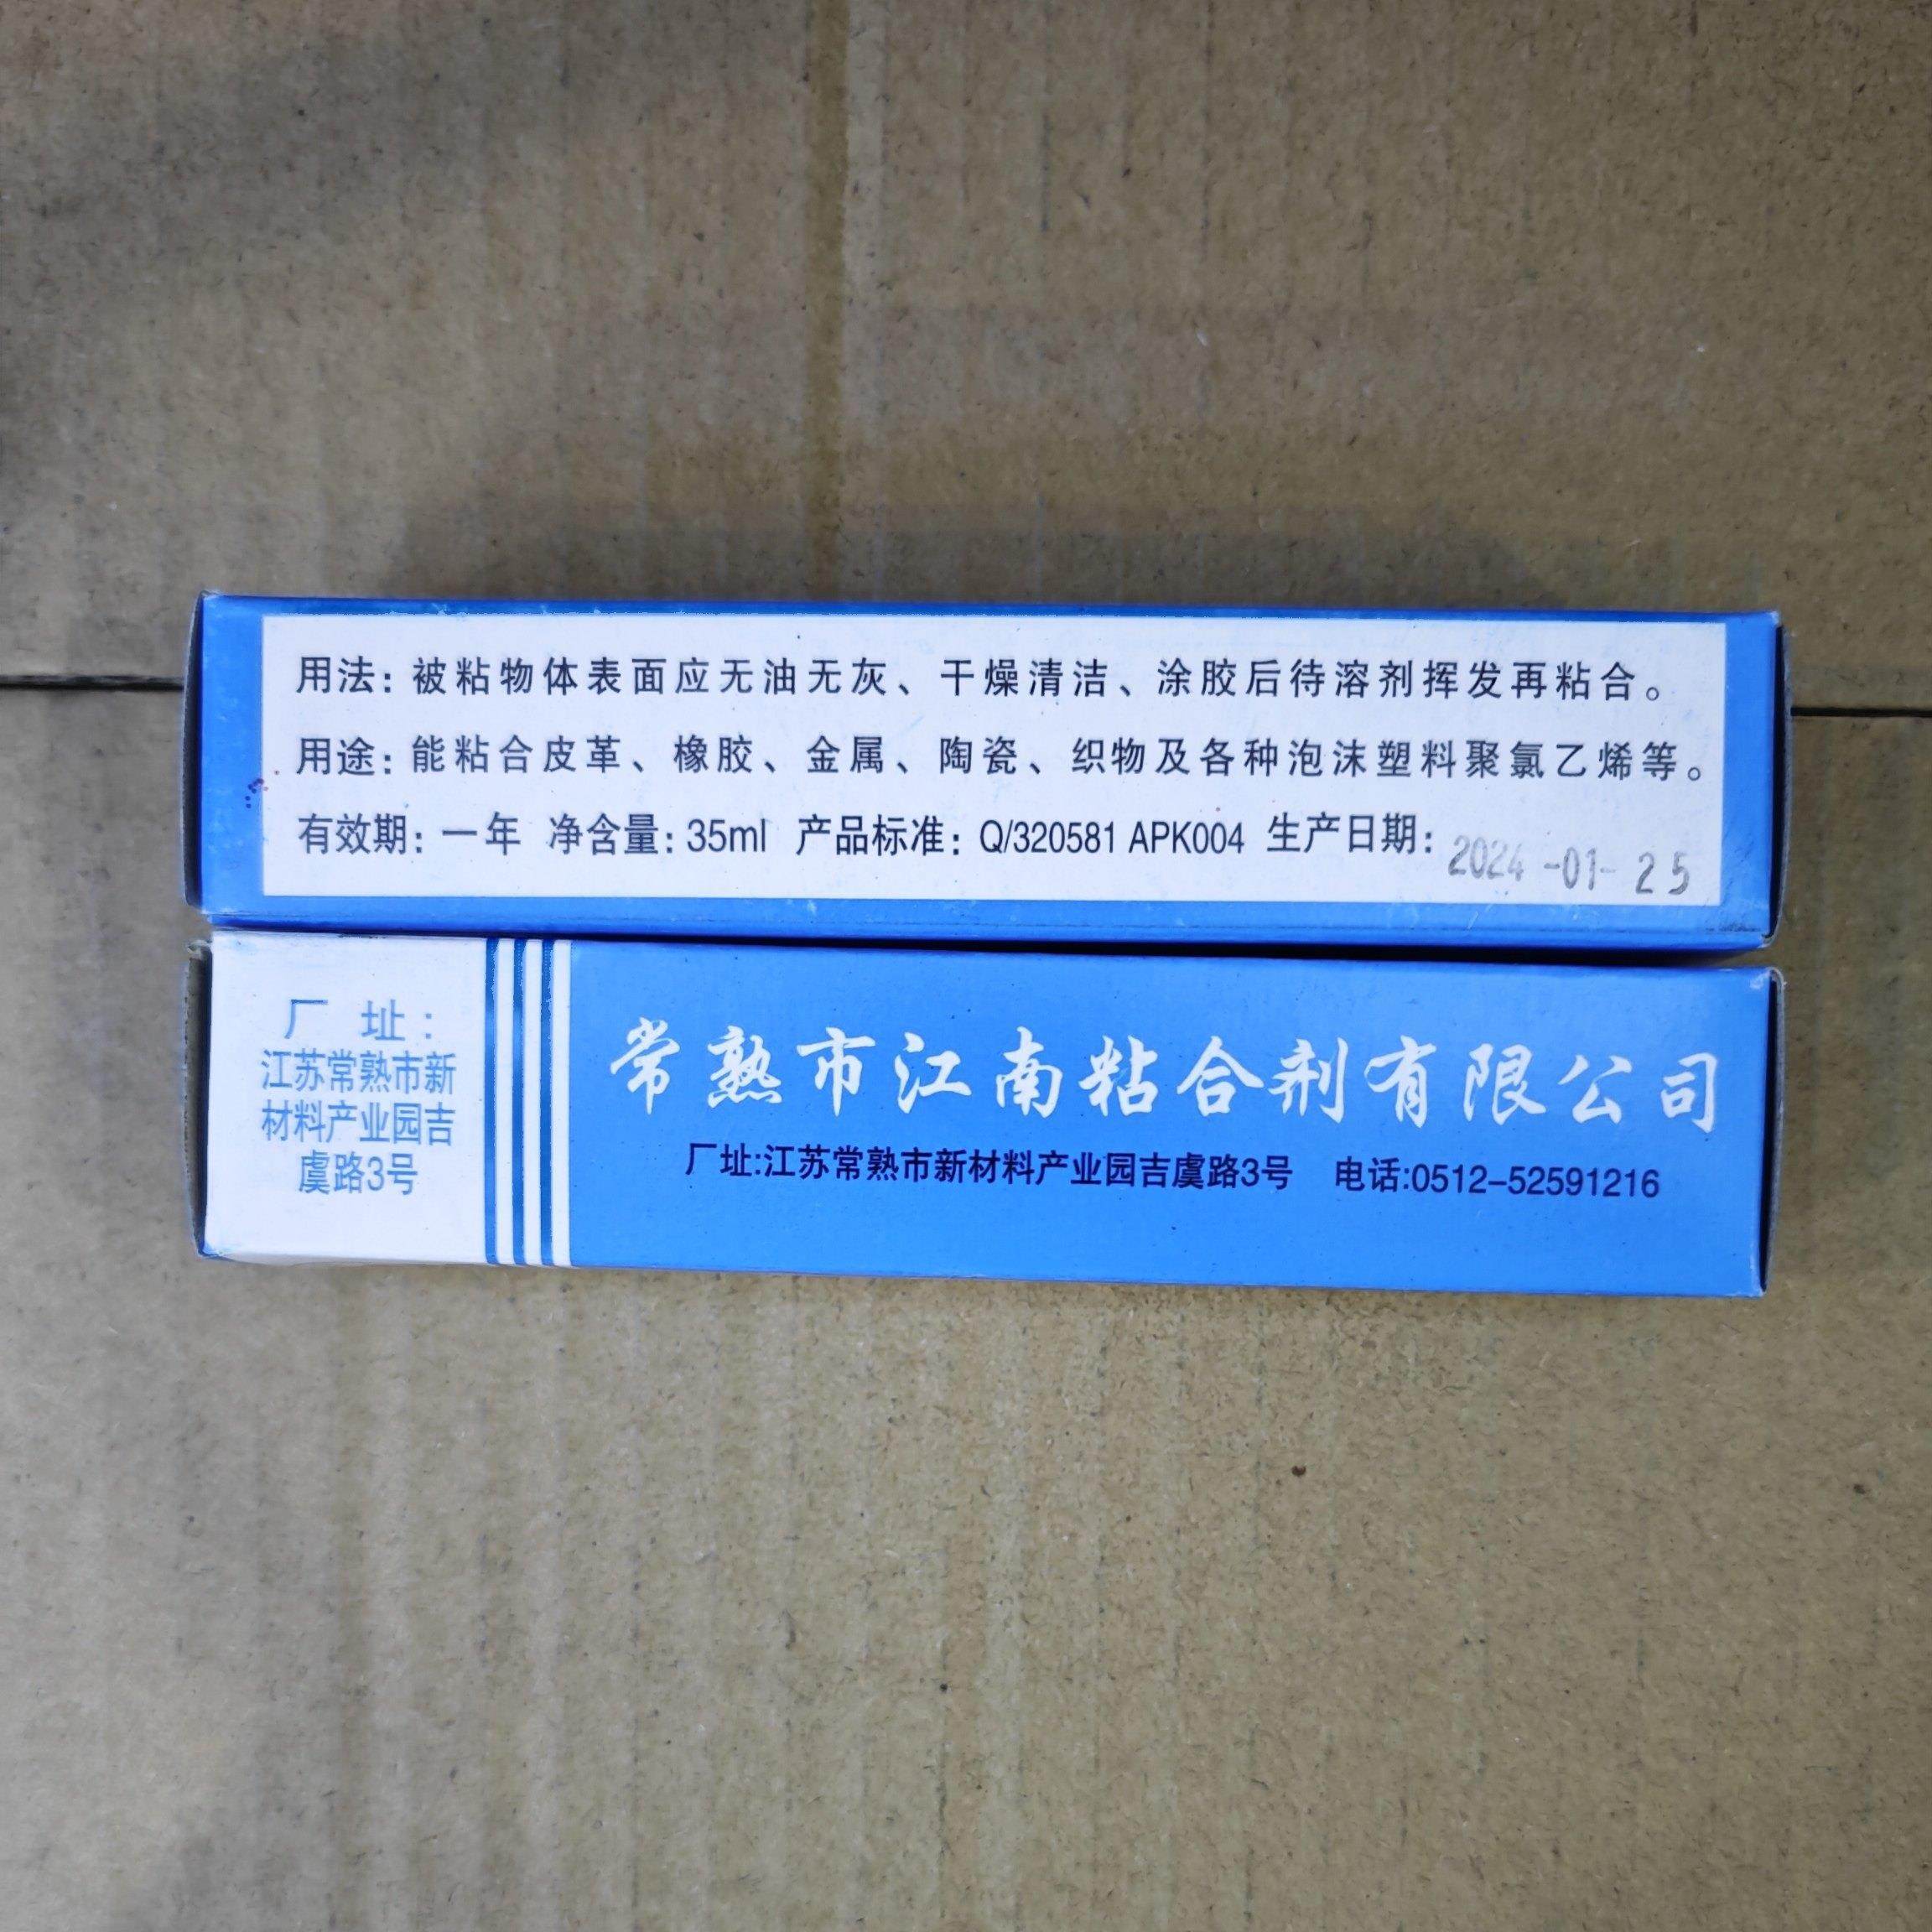 用法：被粘物体表面应无油无灰、干燥清洁、涂胶后待溶剂挥发再粘合。
用途：能粘合皮革、橡胶、金属、陶瓷、织物及各种泡沫塑料聚氯乙烯等。
有效期：一年 净含量：35ml 产品标准：Q/320581 APK004 生产日期：2024-01-25
厂 址：
江苏常熟市新
材料产业园吉
虞路3号
常熟市江南粘合剂有限公司
厂址:江苏常熟市新材料产业园吉虞路3号 电话:0512-52591216